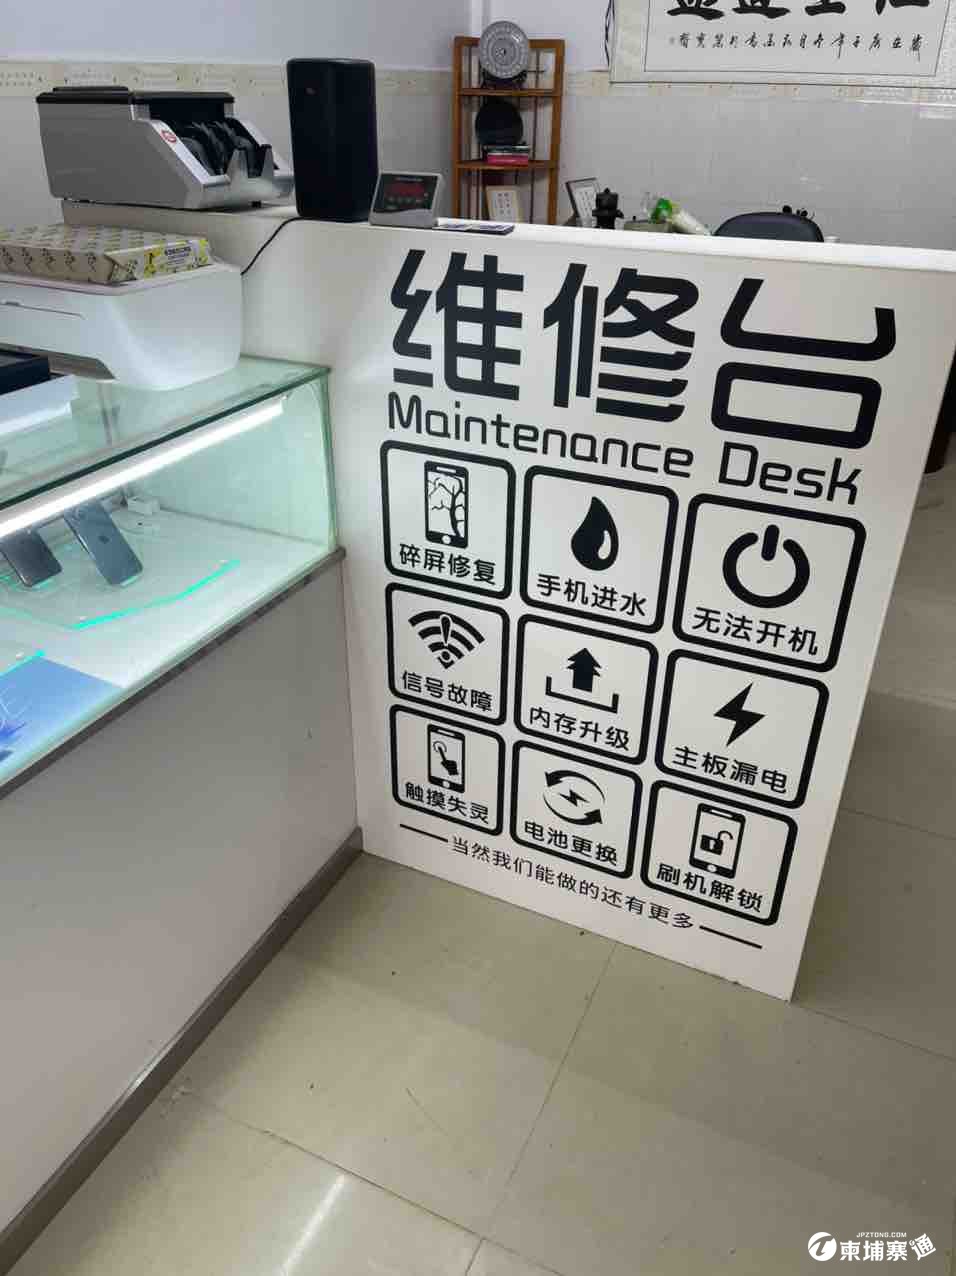 维修台
Maintenance Desk
碎屏修复
手机进水
无法开机
信号故障
内存升级
主板漏电
触摸失灵
电池更换
刷机解锁
当然我们能做的还有更多
JPZTONG.COM
柬埔寨通